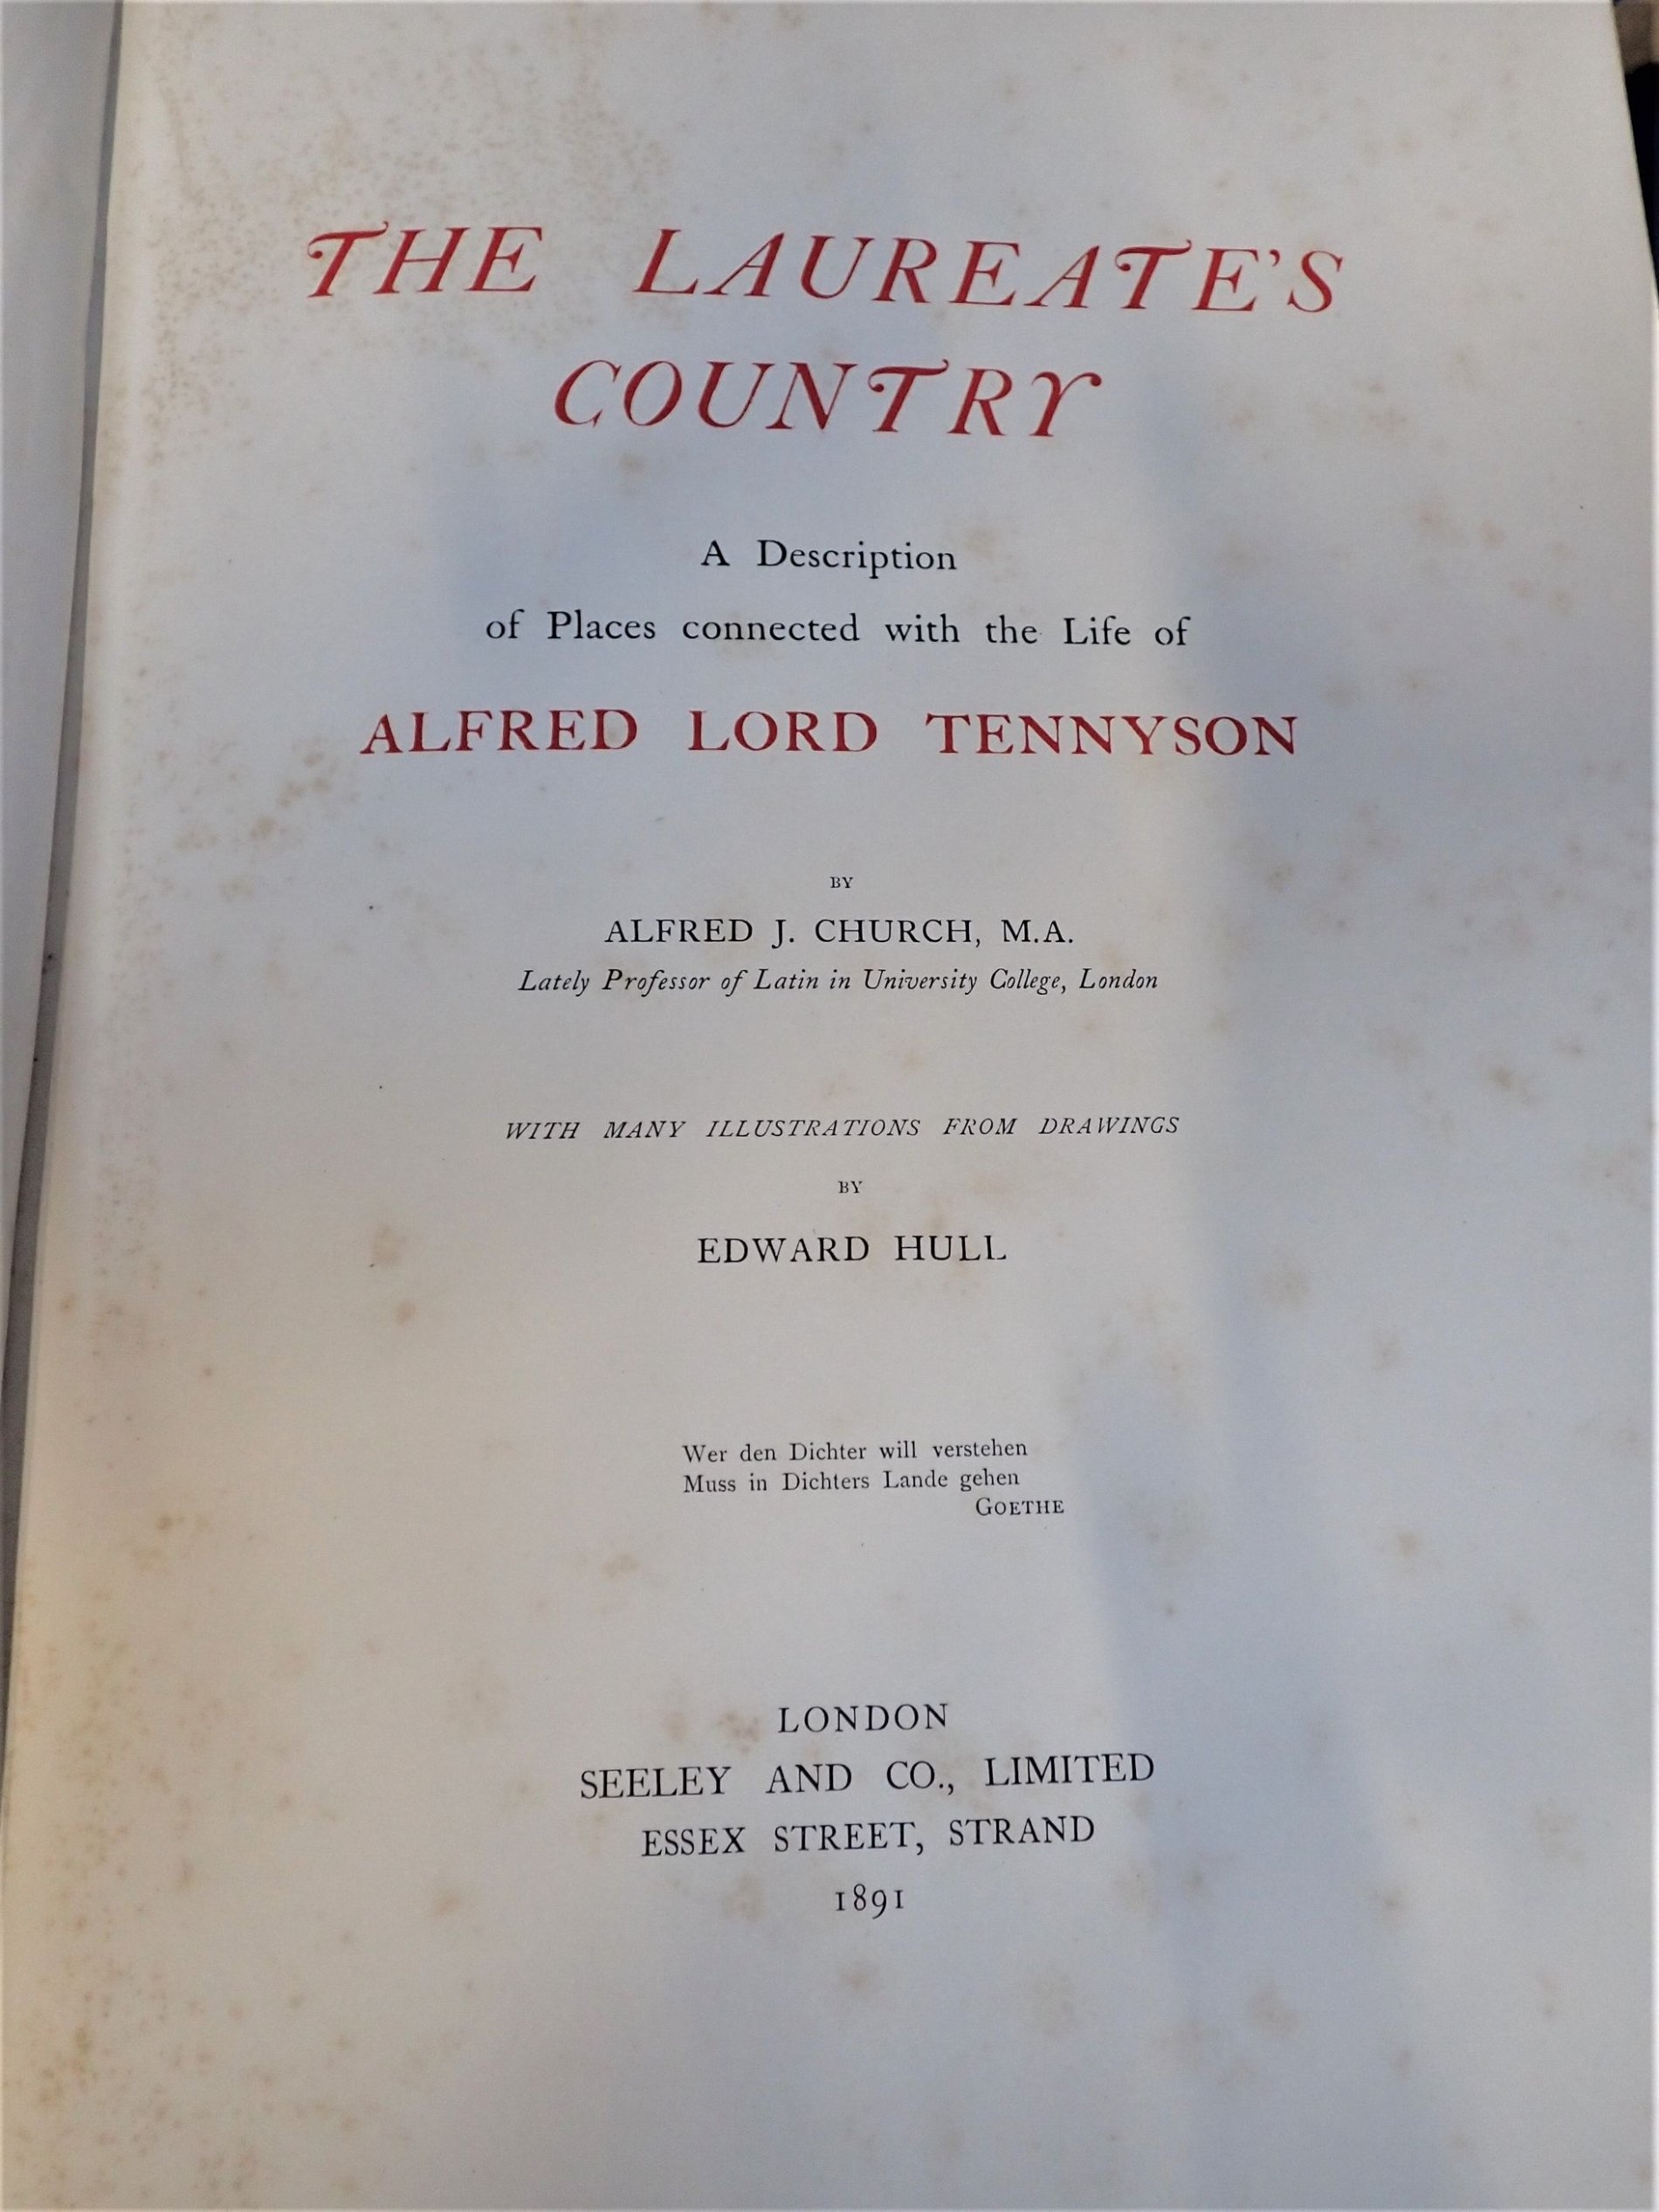 THE LAUREATE'S
COUNTRY
A Description
of Places connected with the Life of
ALFRED LORD TENNYSON
BY
ALFRED J. CHURCH, M.A.
Lately Professor of Latin in University College, London
WITH MANY ILLUSTRATIONS FROM DRAWINGS
BY
EDWARD HULL
Wer den Dichter will verstehen
Muss in Dichters Lande gehen
GOETHE
LONDON
SEELEY AND CO., LIMITED
ESSEX STREET, STRAND
1891